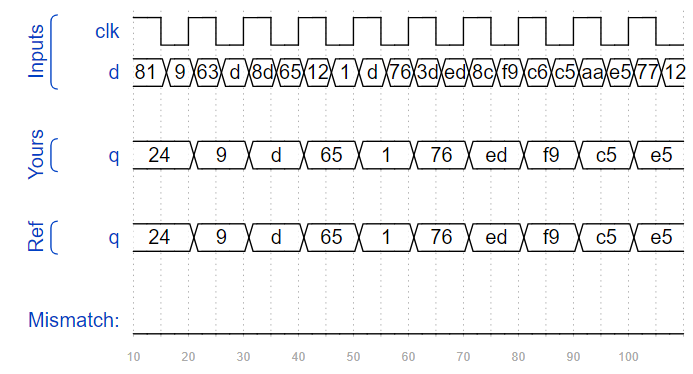 Inputs
clk
d 81 9 63 d 8d 65 12 1 d 76 3d ed 8c f9 c6 c5 aa e5 77 12
Yours
q 24 9 d 65 1 76 ed f9 c5 e5
Ref
q 24 9 d 65 1 76 ed f9 c5 e5
Mismatch:
10 20 30 40 50 60 70 80 90 100